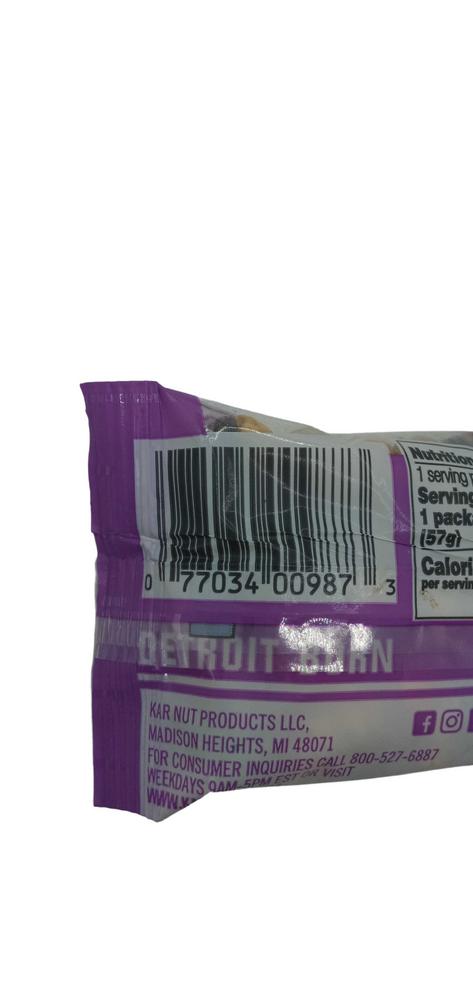 Nutrition
1 serving p
Serving
1 pack
(57g)
Calori
per servin
0 77034 00987 3
DETROIT BORN
KAR NUT PRODUCTS LLC,
MADISON HEIGHTS, MI 48071
FOR CONSUMER INQUIRIES CALL 800-527-6887
WEEKDAYS 9AM-5PM EST OR VISIT